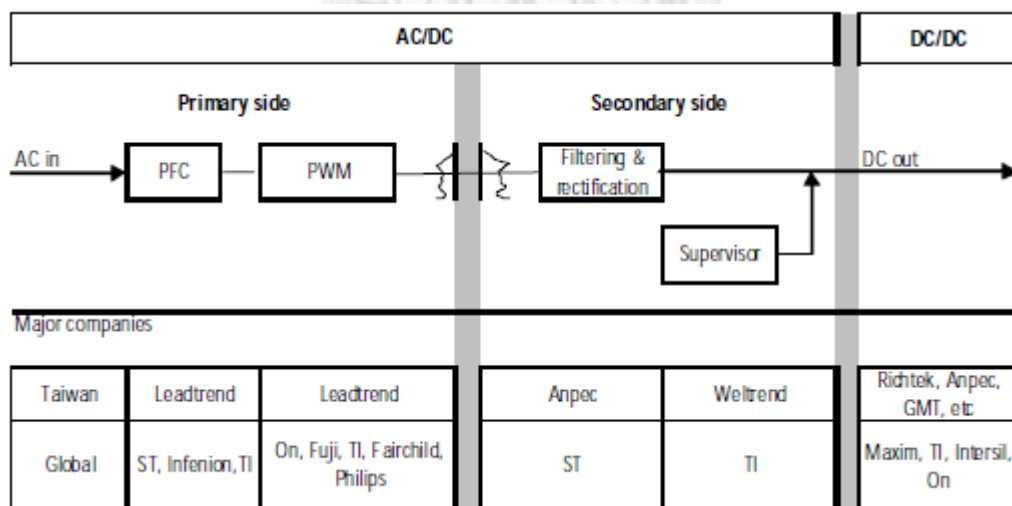 AC/DC
DC/DC
Primary side
Secondary side
AC in
PFC
PWM
Filtering &
rectification
DC out
Supervisor
Major companies
Taiwan
Leadtrend
Leadtrend
Anpec
Weltrend
Richtek, Anpec,
GMT, etc
Global
ST, Infenion,TI
On, Fuji, TI, Fairchild,
Philips
ST
TI
Maxim, TI, Intersil,
On